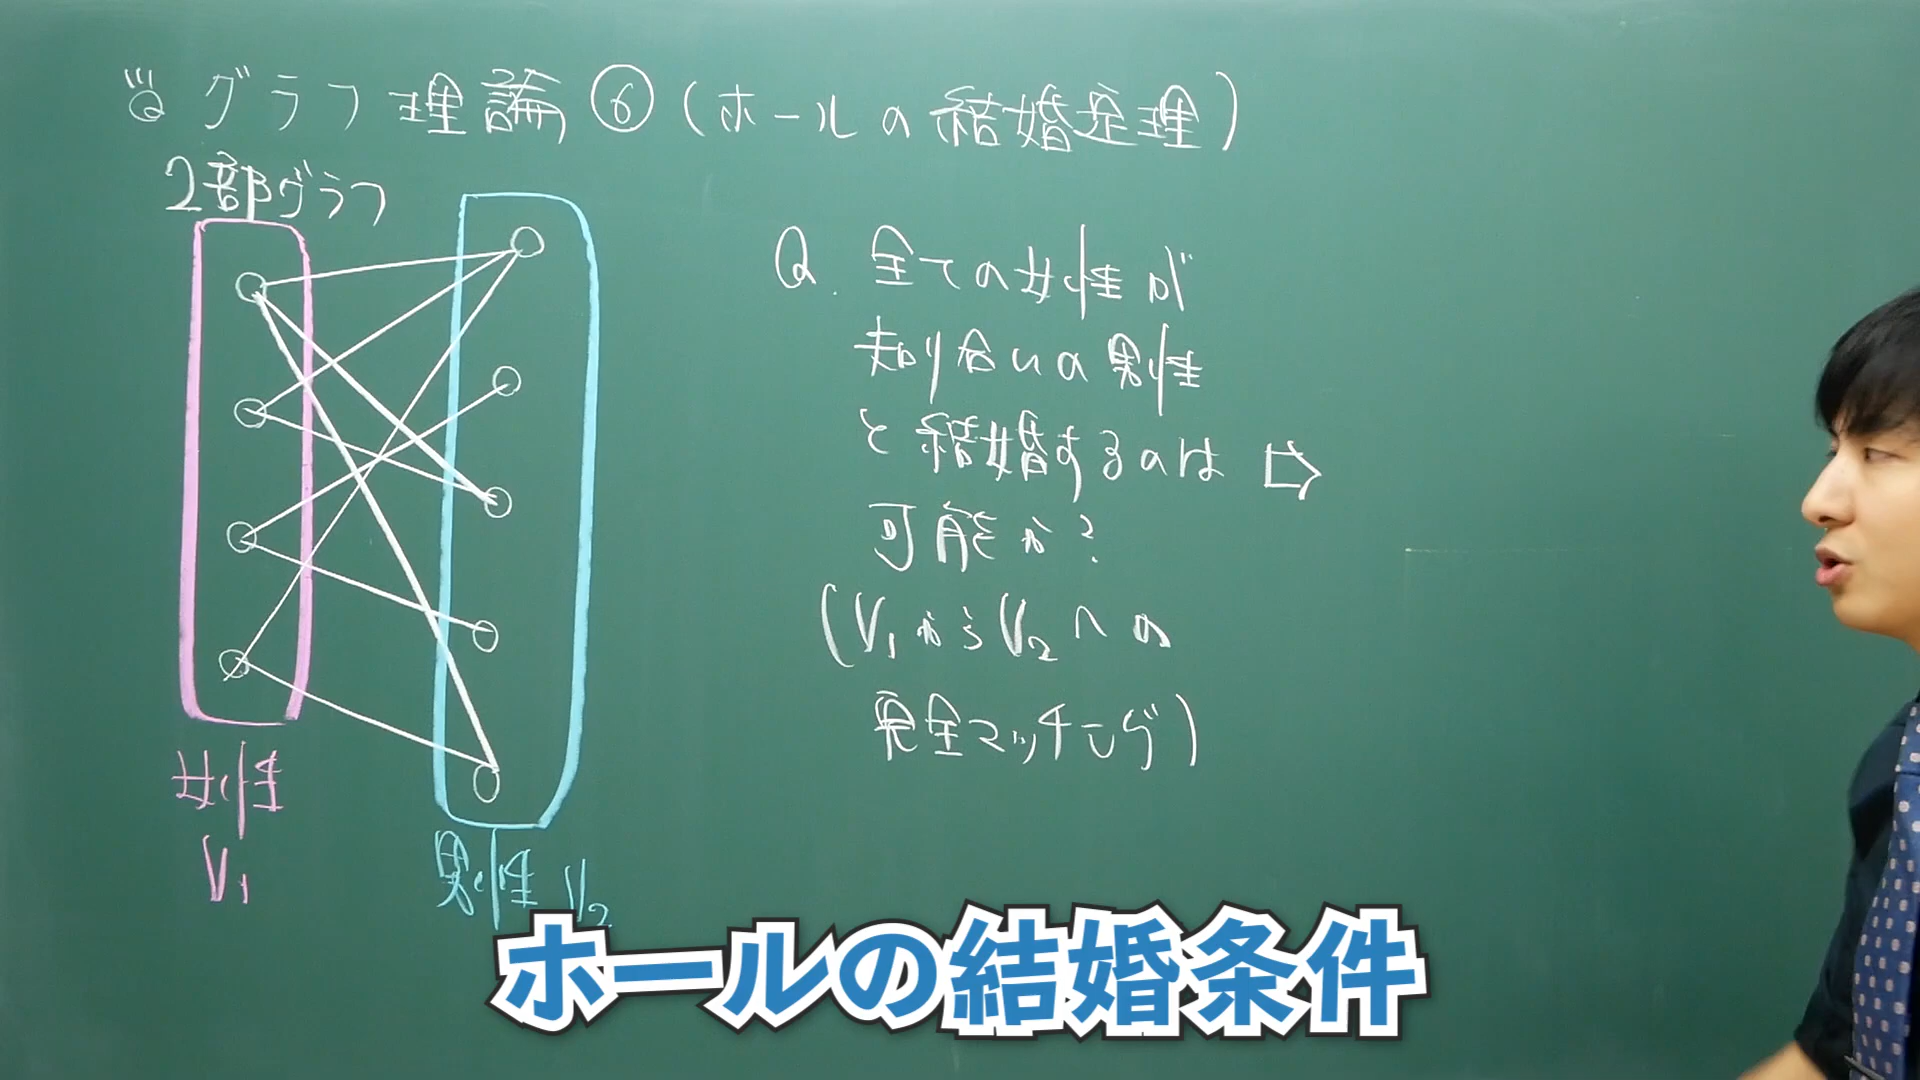 グラフ理論⑥(ホールの結婚定理)
2部グラフ
Q. 全ての女性が
知り合いの男性
と結婚するのは ⇨
可能か?
(V₁からV₂への
完全マッチング)
女性
V₁
男性 V₂
ホールの結婚条件